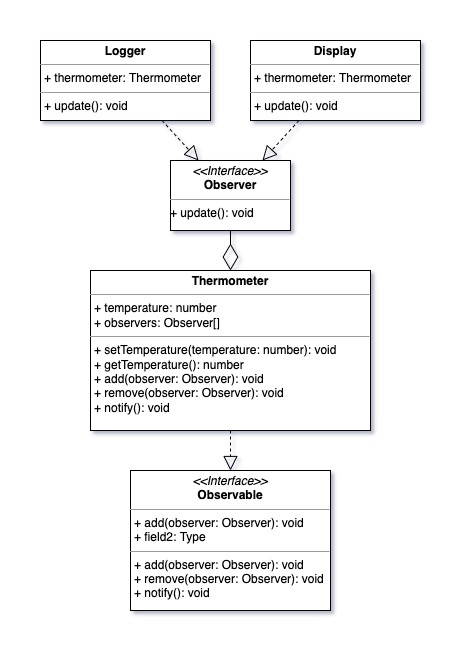 Logger
+ thermometer: Thermometer
+ update(): void
Display
+ thermometer: Thermometer
+ update(): void
<<Interface>>
Observer
+ update(): void
Thermometer
+ temperature: number
+ observers: Observer[]
+ setTemperature(temperature: number): void
+ getTemperature(): number
+ add(observer: Observer): void
+ remove(observer: Observer): void
+ notify(): void
<<Interface>>
Observable
+ add(observer: Observer): void
+ field2: Type
+ add(observer: Observer): void
+ remove(observer: Observer): void
+ notify(): void